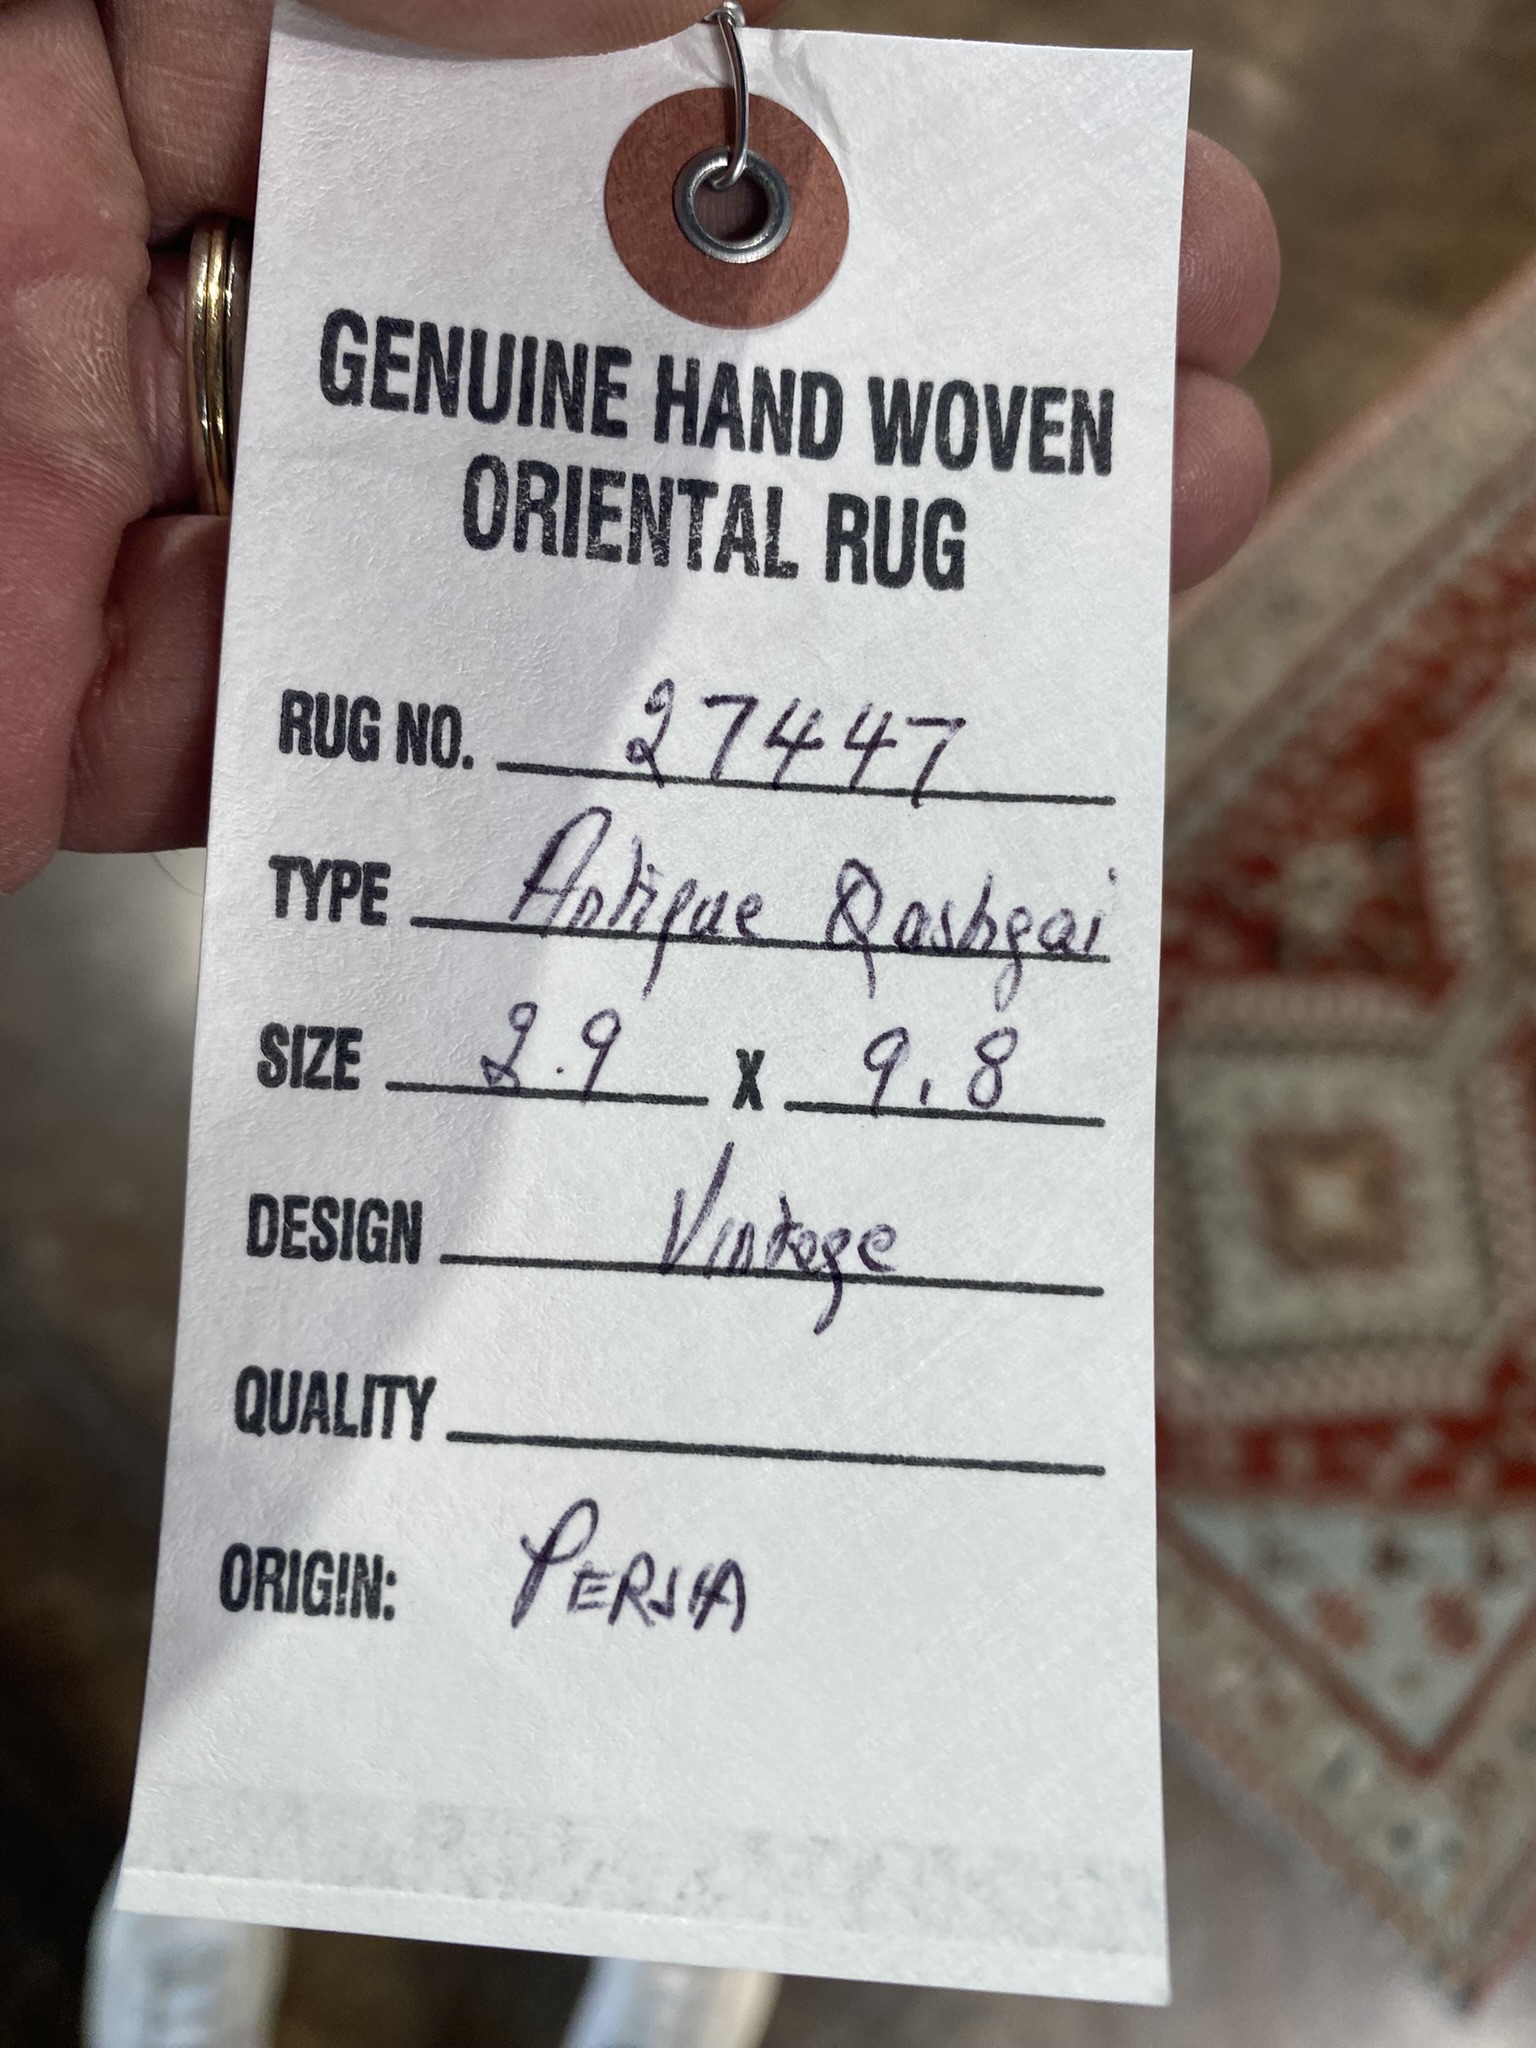 GENUINE HAND WOVEN
ORIENTAL RUG
RUG NO. 27447
TYPE Antique Qashgai
SIZE 2.9 x 9.8
DESIGN Vintage
QUALITY
ORIGIN: PERSIA